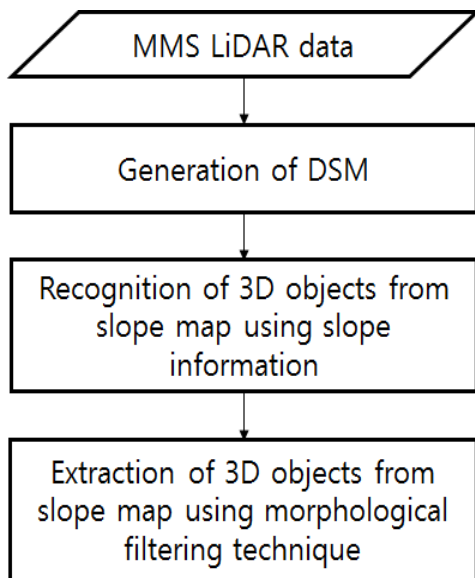 MMS LiDAR data
Generation of DSM
Recognition of 3D objects from
slope map using slope
information
Extraction of 3D objects from
slope map using morphological
filtering technique